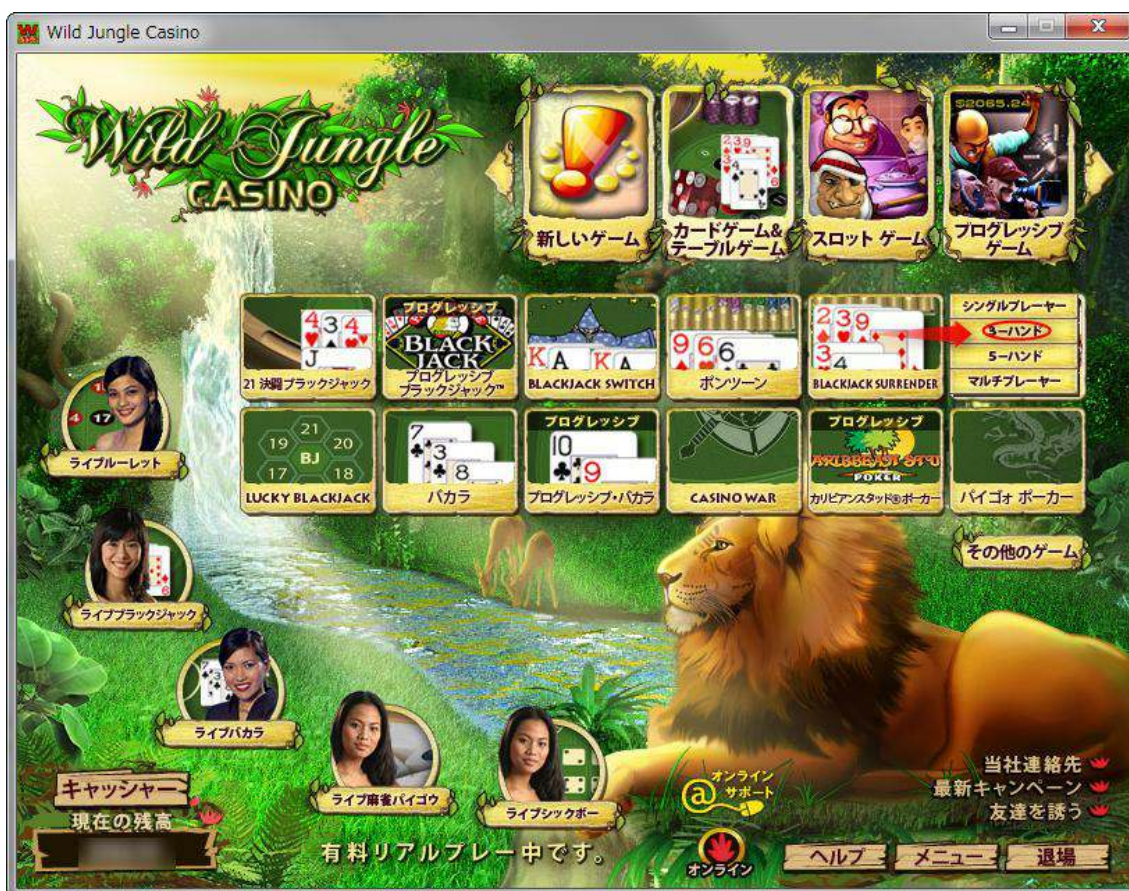 Wild Jungle Casino
Wild Jungle
CASINO
$2065.24
新しいゲーム
カードゲーム&
テーブルゲーム
スロット ゲーム
プログレッシブ
ゲーム
21 決闘ブラックジャック
プログレッシブ
BLACK
JACK
プログレッシブ
ブラックジャック™
BLACKJACK SWITCH
ポンツーン
BLACKJACK SURRENDER
シングルプレーヤー
3-ハンド
5-ハンド
マルチプレーヤー
19 21 20
BJ
17 18
LUCKY BLACKJACK
バカラ
プログレッシブ
プログレッシブ・バカラ
CASINO WAR
プログレッシブ
POKER
カリビアンスタッド®ポーカー
パイゴォ ポーカー
その他のゲーム
ライブルーレット
ライブブラックジャック
ライブバカラ
ライブ麻雀パイゴウ
ライブシックボー
キャッシャー
現在の残高
有料リアルプレー中です。
@
オンライン
サポート
オンライン
当社連絡先
最新キャンペーン
友達を誘う
ヘルプ
メニュー
退場